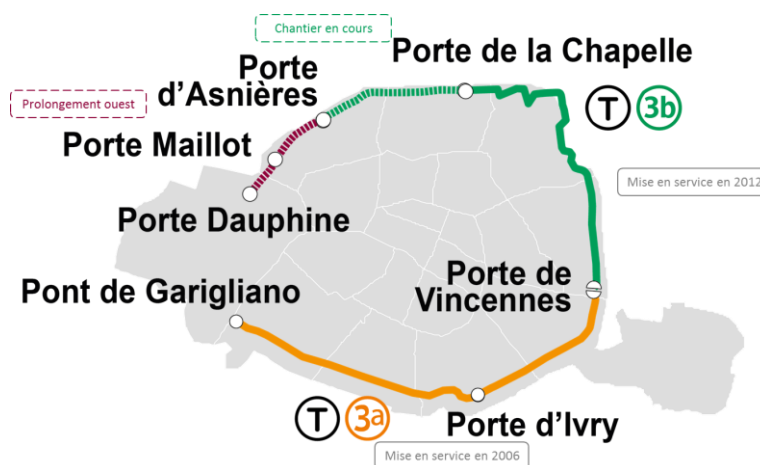 Chantier en cours
Porte de la Chapelle
Porte
d'Asnières
T 3b
Prolongement ouest
Porte Maillot
Mise en service en 2012
Porte Dauphine
Porte de
Vincennes
Pont de Garigliano
T 3a
Porte d'Ivry
Mise en service en 2006